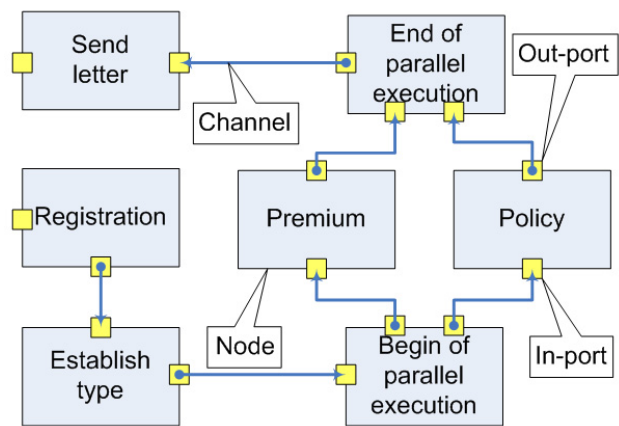 Send
letter
End of
parallel
execution
Out-port
Channel
Registration
Premium
Policy
Node
In-port
Establish
type
Begin of
parallel
execution